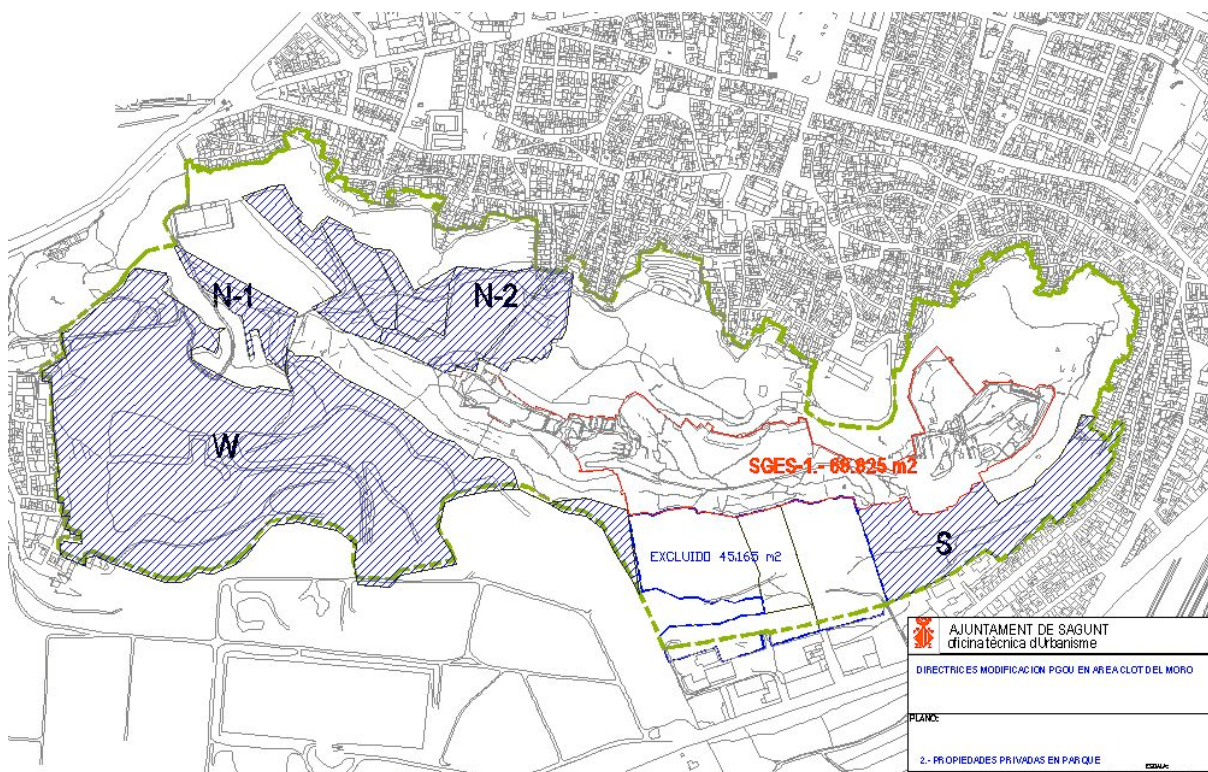 N-1
N-2
W
SGES-1.- 68.825 m2
EXCLUIDO 45.165 m2
S
AJUNTAMENT DE SAGUNT
oficina tècnica d'Urbanisme
DIRECTRICES MODIFICACION PGOU EN AREA CLOT DEL MORO
PLANO:
2.- PROPIEDADES PRIVADAS EN PARQUE
ESCALA: